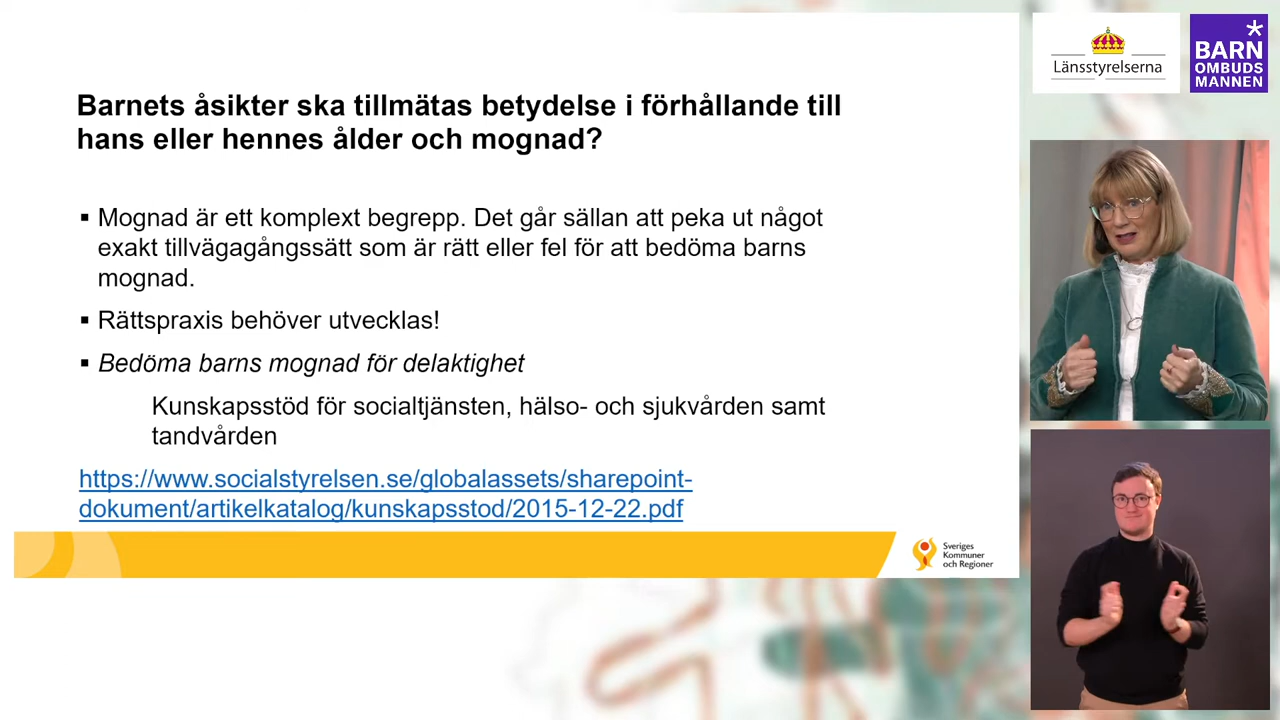 Barnets åsikter ska tillmätas betydelse i förhållande till
hans eller hennes ålder och mognad?
▪ Mognad är ett komplext begrepp. Det går sällan att peka ut något
exakt tillvägagångssätt som är rätt eller fel för att bedöma barns
mognad.
▪ Rättspraxis behöver utvecklas!
▪ Bedöma barns mognad för delaktighet
Kunskapsstöd för socialtjänsten, hälso- och sjukvården samt
tandvården
https://www.socialstyrelsen.se/globalassets/sharepoint-
dokument/artikelkatalog/kunskapsstod/2015-12-22.pdf
Sveriges
Kommuner
och Regioner
Länsstyrelserna
BARN
OMBUDS
MANNEN